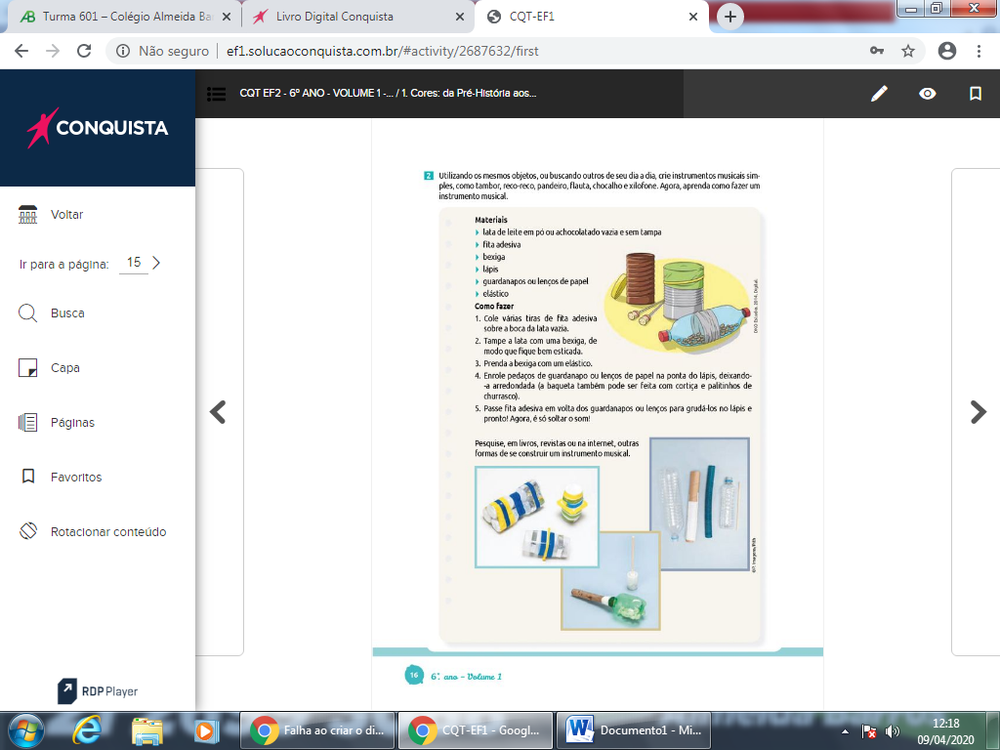 Turma 601 – Colégio Almeida Ba
Livro Digital Conquista
CQT-EF1
Não seguro
ef1.solucaoconquista.com.br/#activity/2687632/first
CONQUISTA
CQT EF2 - 6º ANO - VOLUME 1 -... / 1. Cores: da Pré-História aos...
Voltar
Ir para a página: 15
Busca
Capa
Páginas
Favoritos
Rotacionar conteúdo
RDP Player
2 Utilizando os mesmos objetos, ou buscando outros de seu dia a dia, crie instrumentos musicais sim-
ples, como tambor, reco-reco, pandeiro, flauta, chocalho e xilofone. Agora, aprenda como fazer um
instrumento musical.
Materiais
lata de leite em pó ou achocolatado vazia e sem tampa
fita adesiva
bexiga
lápis
guardanapos ou lenços de papel
elástico
Como fazer
1. Cole várias tiras de fita adesiva
sobre a boca da lata vazia.
2. Tampe a lata com uma bexiga, de
modo que fique bem esticada.
3. Prenda a bexiga com um elástico.
4. Enrole pedaços de guardanapo ou lenços de papel na ponta do lápis, deixando-
-a arredondada (a baqueta também pode ser feita com cortiça e palitinhos de
churrasco).
5. Passe fita adesiva em volta dos guardanapos ou lenços para grudá-los no lápis e
pronto! Agora, é só soltar o som!
Pesquise, em livros, revistas ou na internet, outras
formas de se construir um instrumento musical.
16 6º. ano – Volume 1
Falha ao criar o di...
CQT-EF1 - Googl...
Documento1 - Mi...
12:18
09/04/2020